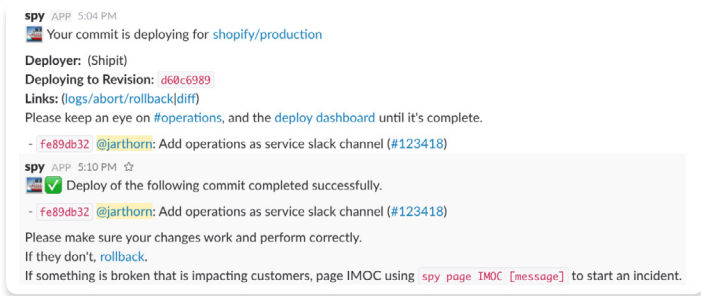 spy APP 5:04 PM
Your commit is deploying for shopify/production
Deployer: (Shipit)
Deploying to Revision: d60c6989
Links: (logs/abort/rollback|diff)
Please keep an eye on #operations, and the deploy dashboard until it's complete.
- fe89db32 @jarthorn: Add operations as service slack channel (#123418)
spy APP 5:10 PM ☆
Deploy of the following commit completed successfully.
- fe89db32 @jarthorn: Add operations as service slack channel (#123418)
Please make sure your changes work and perform correctly.
If they don't, rollback.
If something is broken that is impacting customers, page IMOC using spy page IMOC [message] to start an incident.